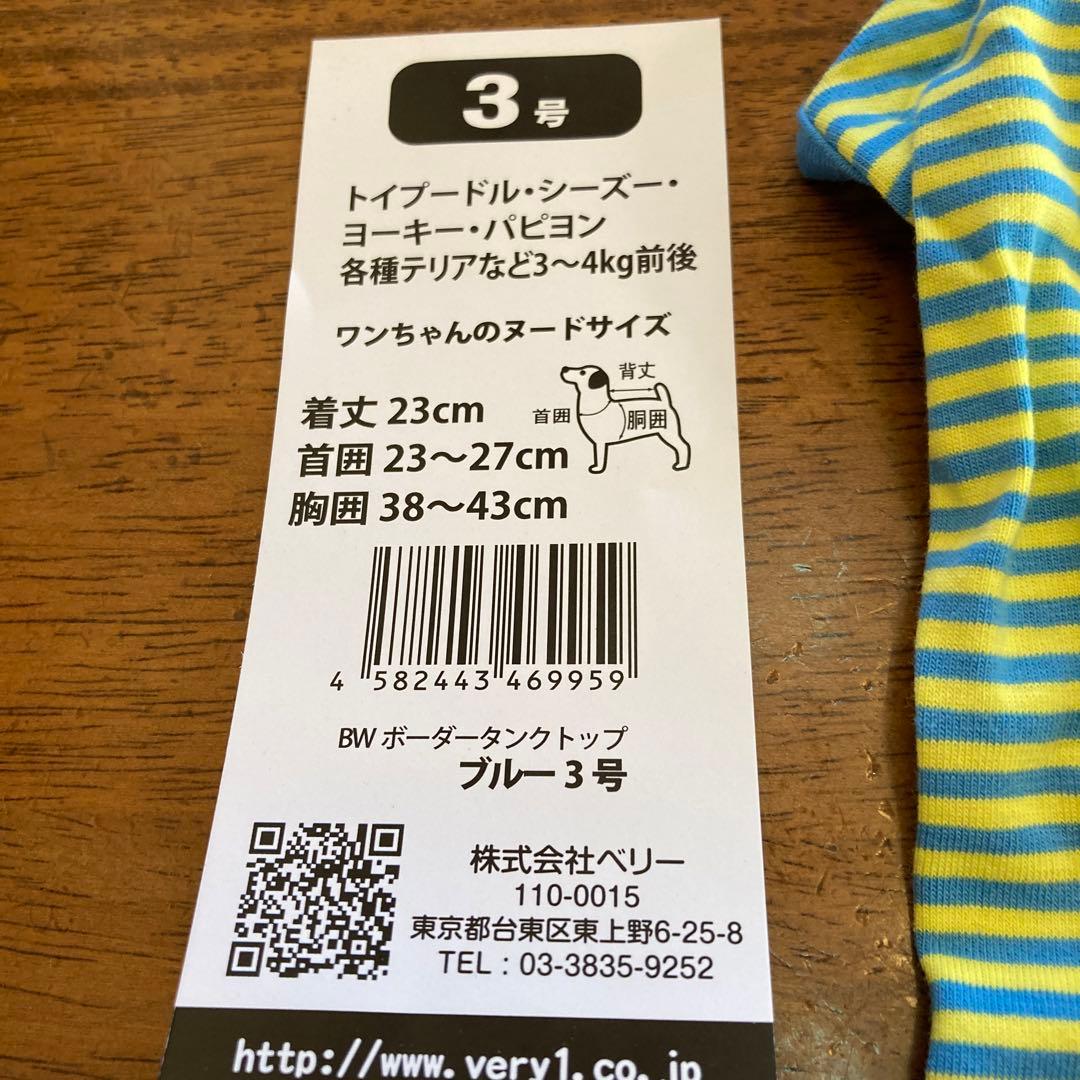 3号
トイプードル・シーズー・
ヨーキー・パピヨン
各種テリアなど3～4kg前後
ワンちゃんのヌードサイズ
背丈
首囲
胴囲
着丈 23cm
首囲 23～27cm
胸囲 38～43cm
4 582443 469959
BW ボーダータンクトップ
ブルー 3 号
株式会社ベリー
110-0015
東京都台東区東上野6-25-8
TEL : 03-3835-9252
http://www.very1.co.jp